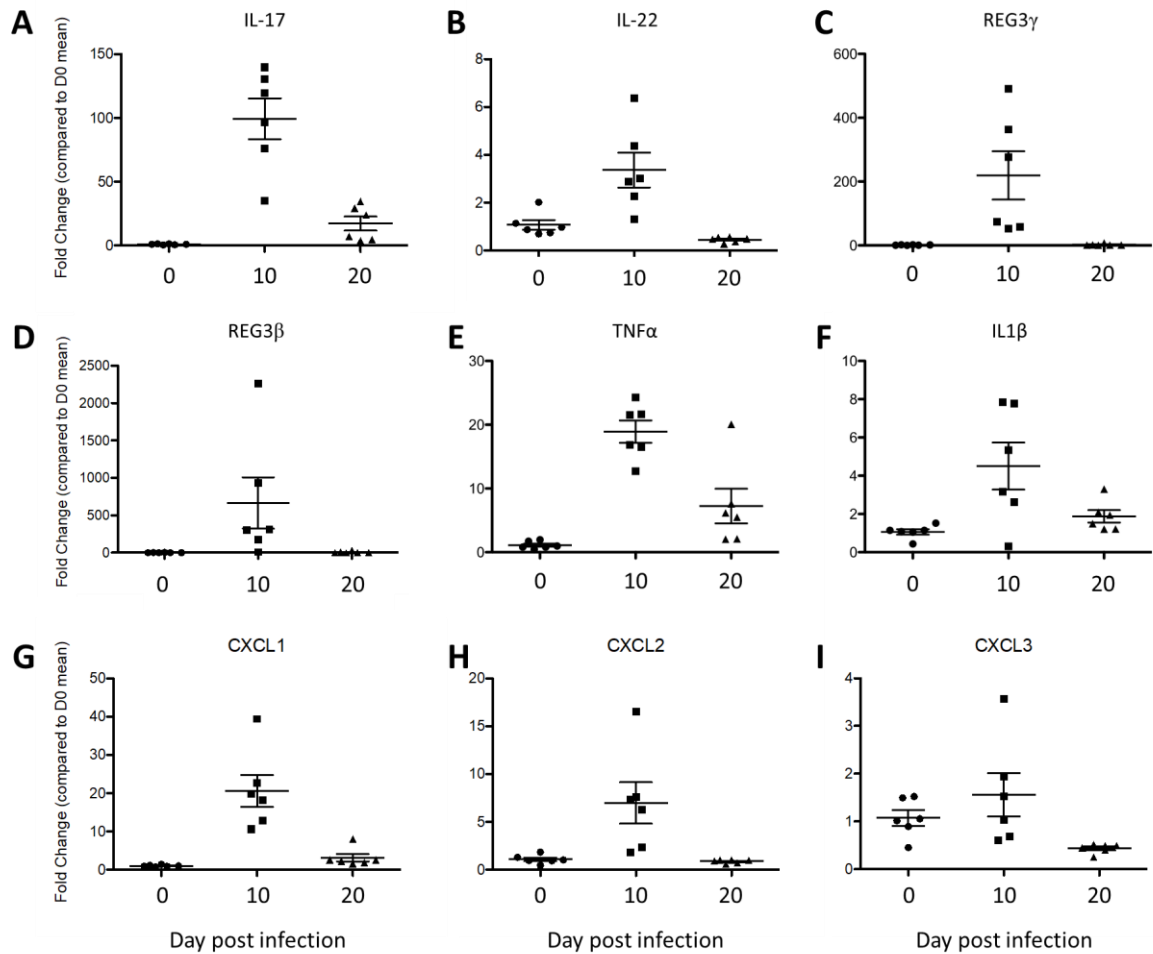 A IL-17 B IL-22 C REG3γ
Fold Change (compared to D0 mean)
150 8 600
100 6 400
4
50 2 200
0 0 0
0 10 20 0 10 20 0 10 20
D REG3β E TNFα F IL1β
Fold Change (compared to D0 mean)
2500 30 10
2000 8
1500 20 6
1000 4
500 10 2
0 0 0
0 10 20 0 10 20 0 10 20
G CXCL1 H CXCL2 I CXCL3
Fold Change (compared to D0 mean)
50 20 4
40 15 3
30 10 2
20
10 5 1
0 0 0
0 10 20 0 10 20 0 10 20
Day post infection Day post infection Day post infection